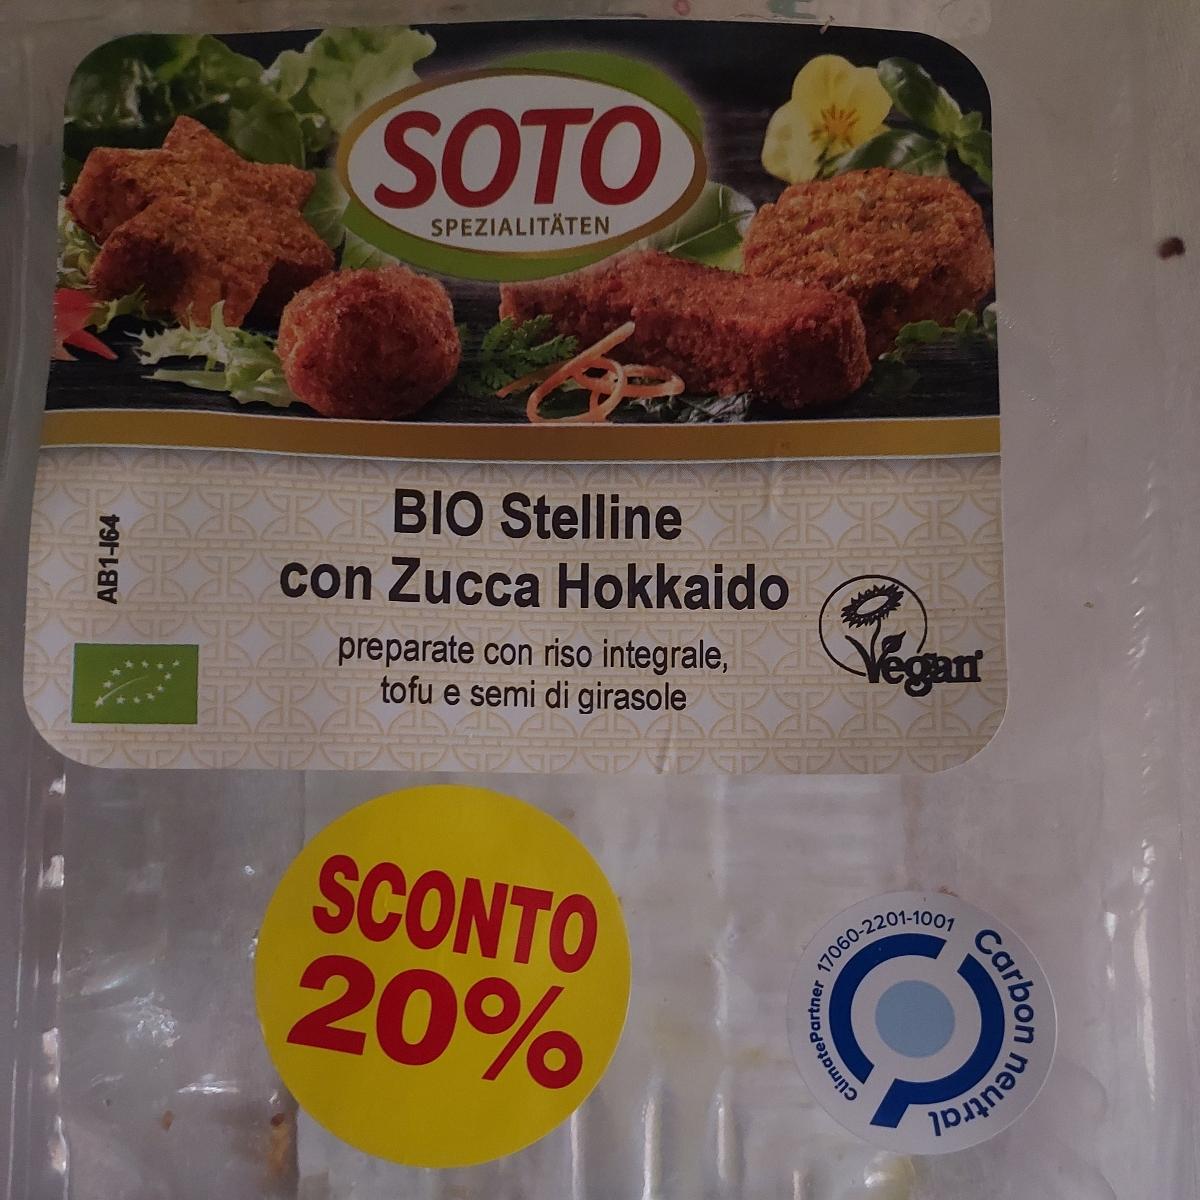 SOTO
SPEZIALITÄTEN
BIO Stelline
con Zucca Hokkaido
preparate con riso integrale,
tofu e semi di girasole
AB1-I64
Vegan
SCONTO
20%
ClimatePartner 17060-2201-1001
Carbon neutral